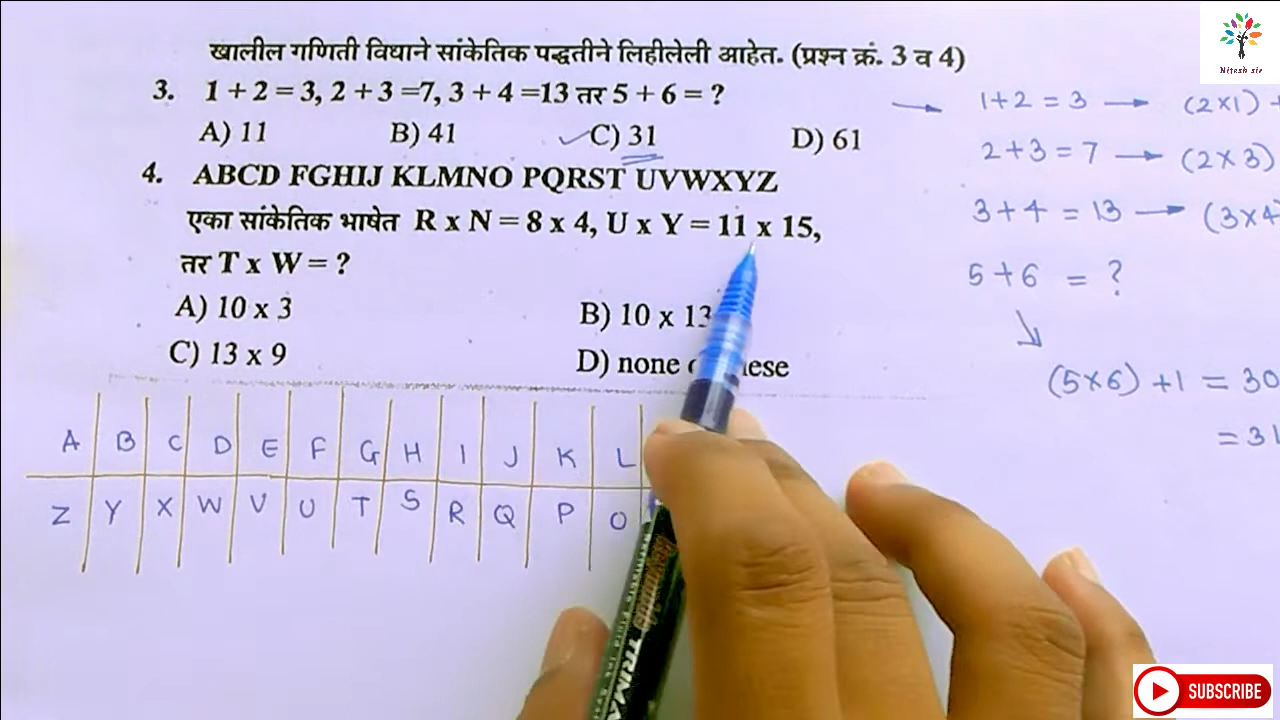 खालील गणिती विधाने सांकेतिक पद्धतीने लिहीलेली आहेत. (प्रश्न क्रं. 3 व 4)
3. 1 + 2 = 3, 2 + 3 =7, 3 + 4 =13 तर 5 + 6 = ?
A) 11 B) 41 C) 31 D) 61
4. ABCD FGHIJ KLMNO PQRST UVWXYZ
एका सांकेतिक भाषेत R x N = 8 x 4, U x Y = 11 x 15,
तर T x W = ?
A) 10 x 3 B) 10 x 13
C) 13 x 9 D) none
A B C D E F G H I J K L
Z Y X W V U T S R Q P O
1+2 = 3 → (2×1) +
2+3 = 7 → (2×3)
3+4 = 13 → (3×4)
5+6 = ?
(5×6) +1 = 30
= 31
Nitesh sir
SUBSCRIBE
TRIMA